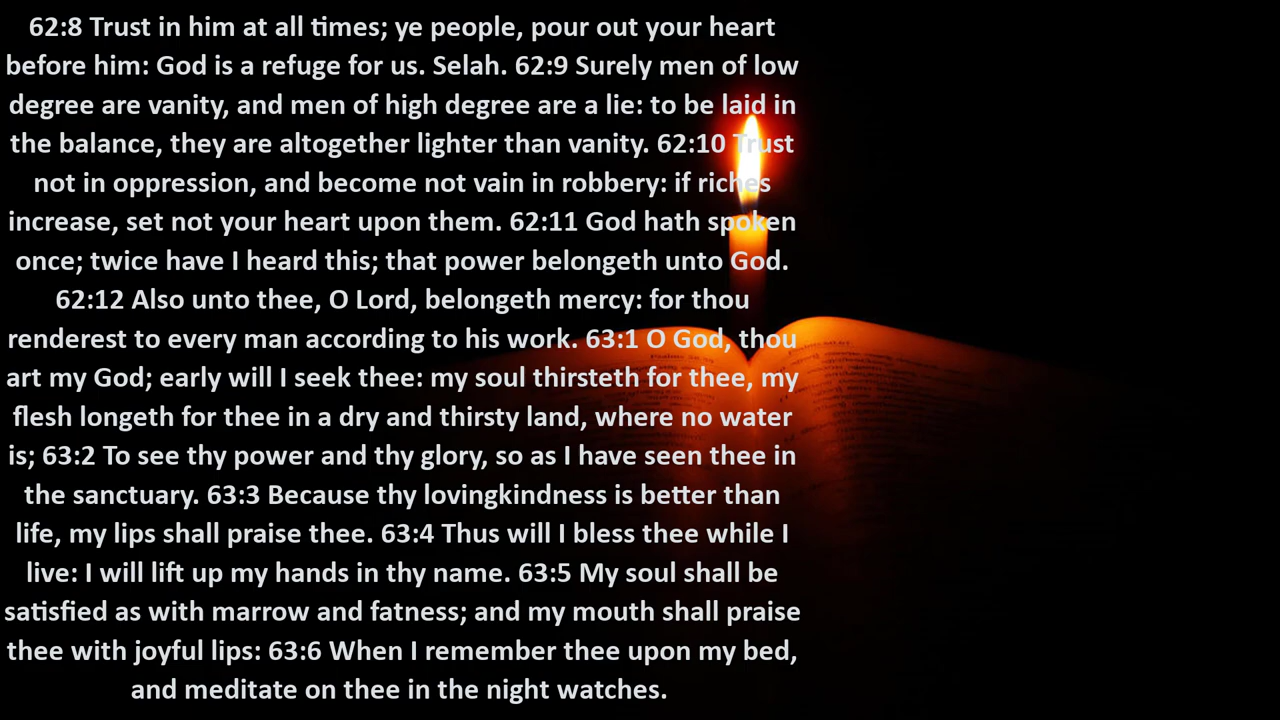 62:8 Trust in him at all times; ye people, pour out your heart
before him: God is a refuge for us. Selah. 62:9 Surely men of low
degree are vanity, and men of high degree are a lie: to be laid in
the balance, they are altogether lighter than vanity. 62:10 Trust
not in oppression, and become not vain in robbery: if riches
increase, set not your heart upon them. 62:11 God hath spoken
once; twice have I heard this; that power belongeth unto God.
62:12 Also unto thee, O Lord, belongeth mercy: for thou
renderest to every man according to his work. 63:1 O God, thou
art my God; early will I seek thee: my soul thirsteth for thee, my
flesh longeth for thee in a dry and thirsty land, where no water
is; 63:2 To see thy power and thy glory, so as I have seen thee in
the sanctuary. 63:3 Because thy lovingkindness is better than
life, my lips shall praise thee. 63:4 Thus will I bless thee while I
live: I will lift up my hands in thy name. 63:5 My soul shall be
satisfied as with marrow and fatness; and my mouth shall praise
thee with joyful lips: 63:6 When I remember thee upon my bed,
and meditate on thee in the night watches.